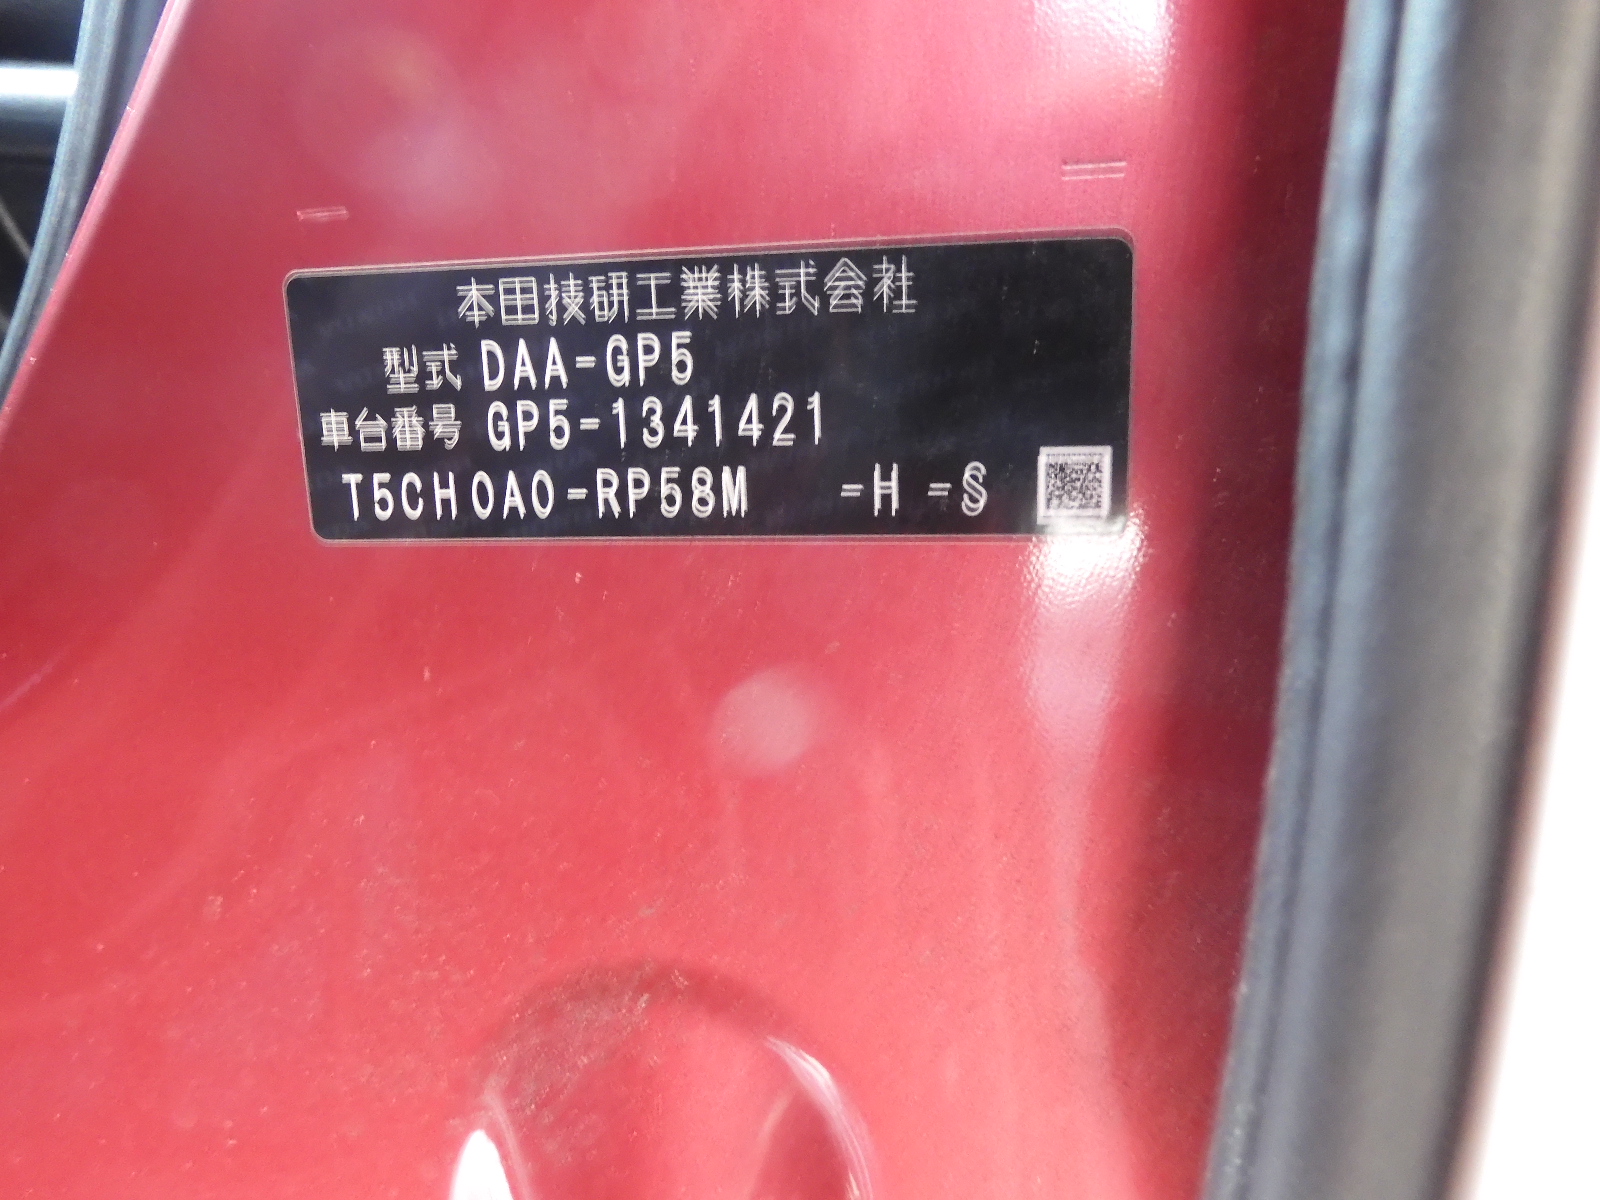 本田技研工業株式会社
型式 DAA-GP5
車台番号 GP5-1341421
T5CH0A0-RP58M -H -S